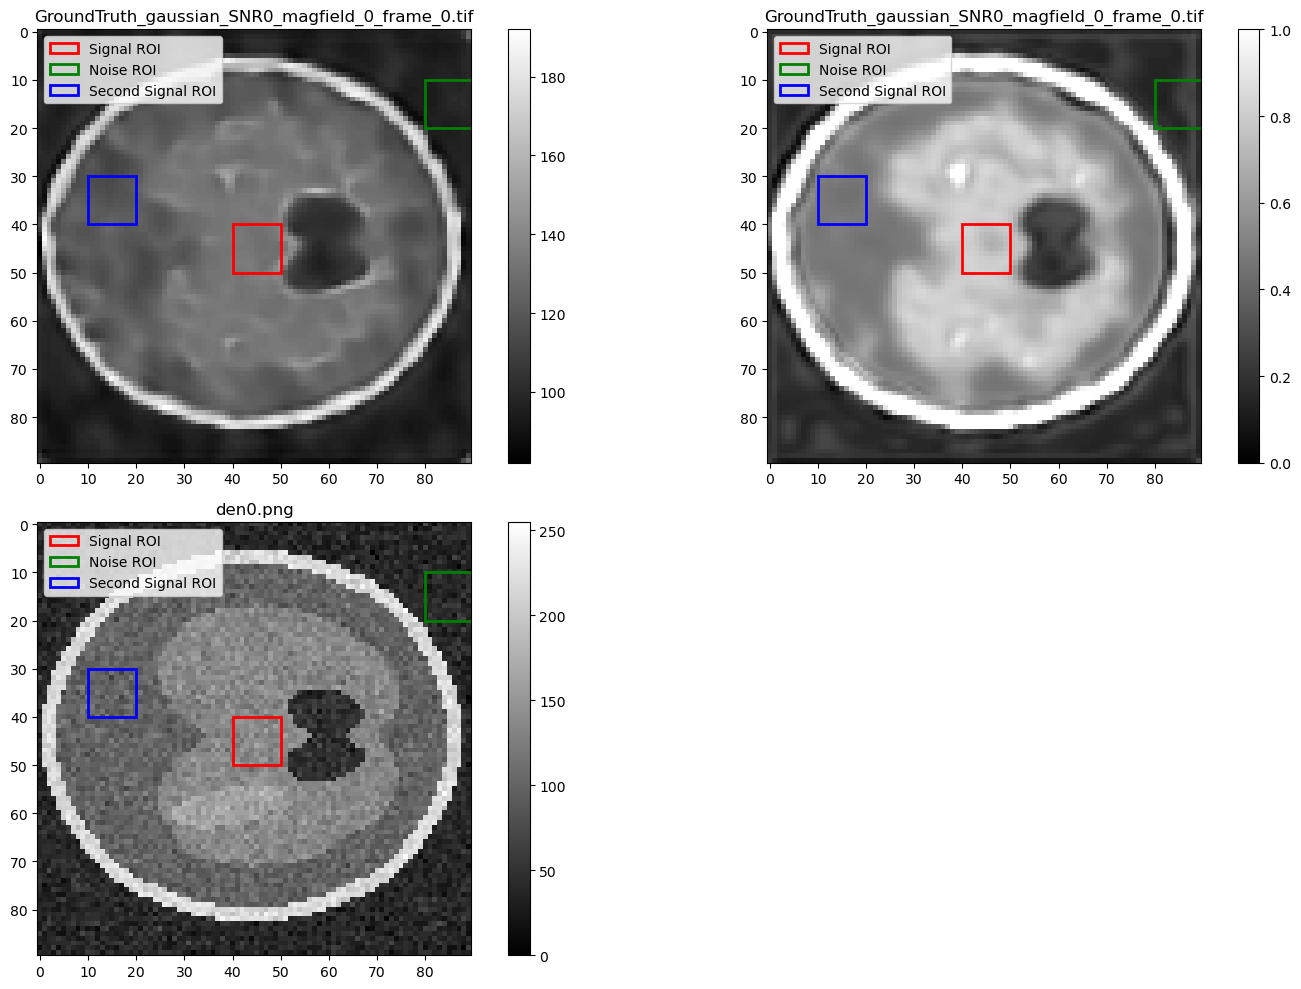 GroundTruth_gaussian_SNR0_magfield_0_frame_0.tif
Signal ROI
Noise ROI
Second Signal ROI
0
10
20
30
40
50
60
70
80
0 10 20 30 40 50 60 70 80
180
160
140
120
100
GroundTruth_gaussian_SNR0_magfield_0_frame_0.tif
Signal ROI
Noise ROI
Second Signal ROI
0
10
20
30
40
50
60
70
80
0 10 20 30 40 50 60 70 80
1.0
0.8
0.6
0.4
0.2
0.0
den0.png
Signal ROI
Noise ROI
Second Signal ROI
0
10
20
30
40
50
60
70
80
0 10 20 30 40 50 60 70 80
250
200
150
100
50
0